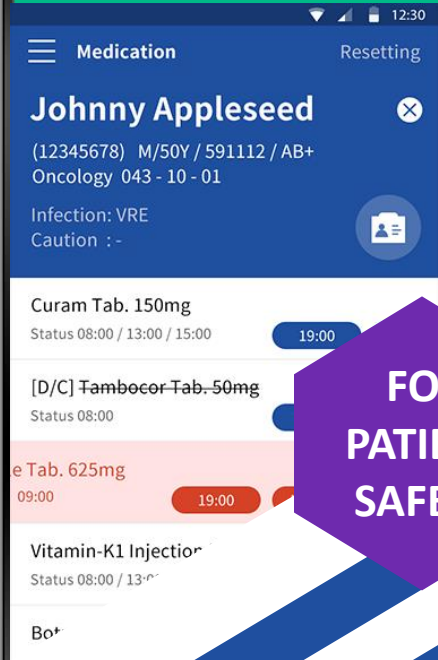 12:30
Medication Resetting
Johnny Appleseed
(12345678) M/50Y / 591112 / AB+
Oncology 043 - 10 - 01
Infection: VRE
Caution : -
Curam Tab. 150mg
Status 08:00 / 13:00 / 15:00 19:00
[D/C] Tambocor Tab. 50mg
Status 08:00
Tab. 625mg
09:00 19:00
Vitamin-K1 Injection
Status 08:00 /
FO
PATI
SAFE